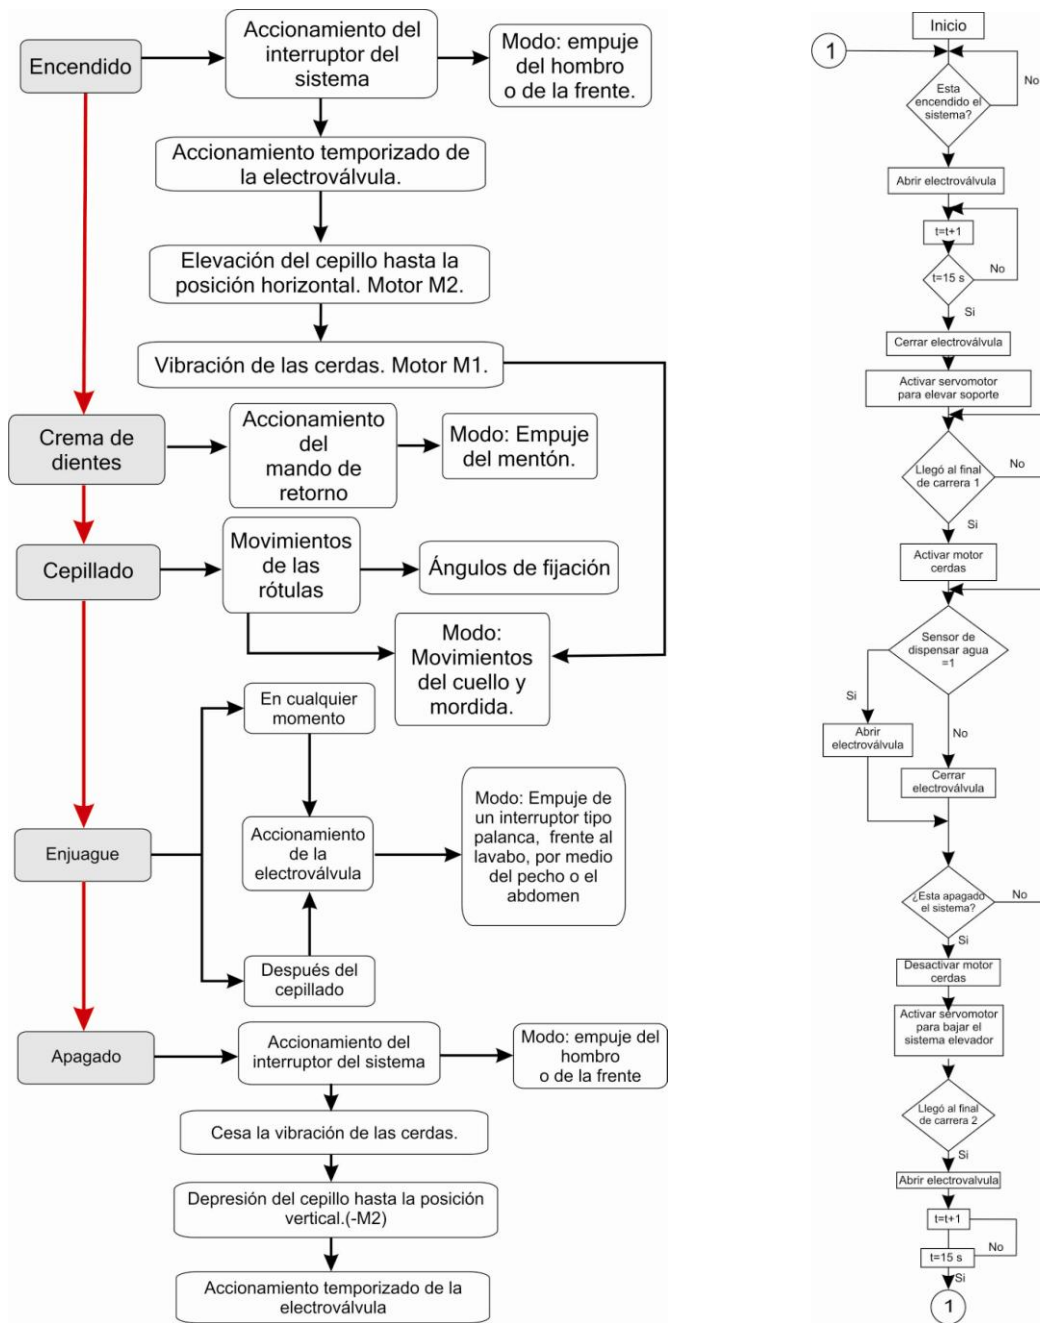 Encendido
Accionamiento del
interruptor del
sistema
Modo: empuje
del hombro
o de la frente.
Accionamiento temporizado de
la electroválvula.
Elevación del cepillo hasta la
posición horizontal. Motor M2.
Vibración de las cerdas. Motor M1.
Crema de
dientes
Accionamiento
del
mando de
retorno
Modo: Empuje
del mentón.
Cepillado
Movimientos
de las
rótulas
Ángulos de fijación
Modo:
Movimientos
del cuello y
mordida.
En cualquier
momento
Enjuague
Accionamiento
de la
electroválvula
Modo: Empuje de
un interruptor tipo
palanca, frente al
lavabo, por medio
del pecho o el
abdomen
Después del
cepillado
Apagado
Accionamiento del
interruptor del sistema
Modo: empuje del
hombro
o de la frente
Cesa la vibración de las cerdas.
Depresión del cepillo hasta la posición
vertical.(-M2)
Accionamiento temporizado de la
electroválvula
Inicio
1
Esta
encendido el
sistema?
No
Abrir electroválvula
t=t+1
t=15 s
No
Si
Cerrar electroválvula
Activar servomotor
para elevar soporte
Llegó al final
de carrera 1
No
Si
Activar motor
cerdas
Sensor de
dispensar agua
=1
Si
Abrir
electroválvula
No
Cerrar
electroválvula
¿Esta apagado
el sistema?
No
Si
Desactivar motor
cerdas
Activar servomotor
para bajar el
sistema elevador
Llegó al final
de carrera 2
Si
Abrir electrovalvula
t=t+1
t=15 s
No
Si
1